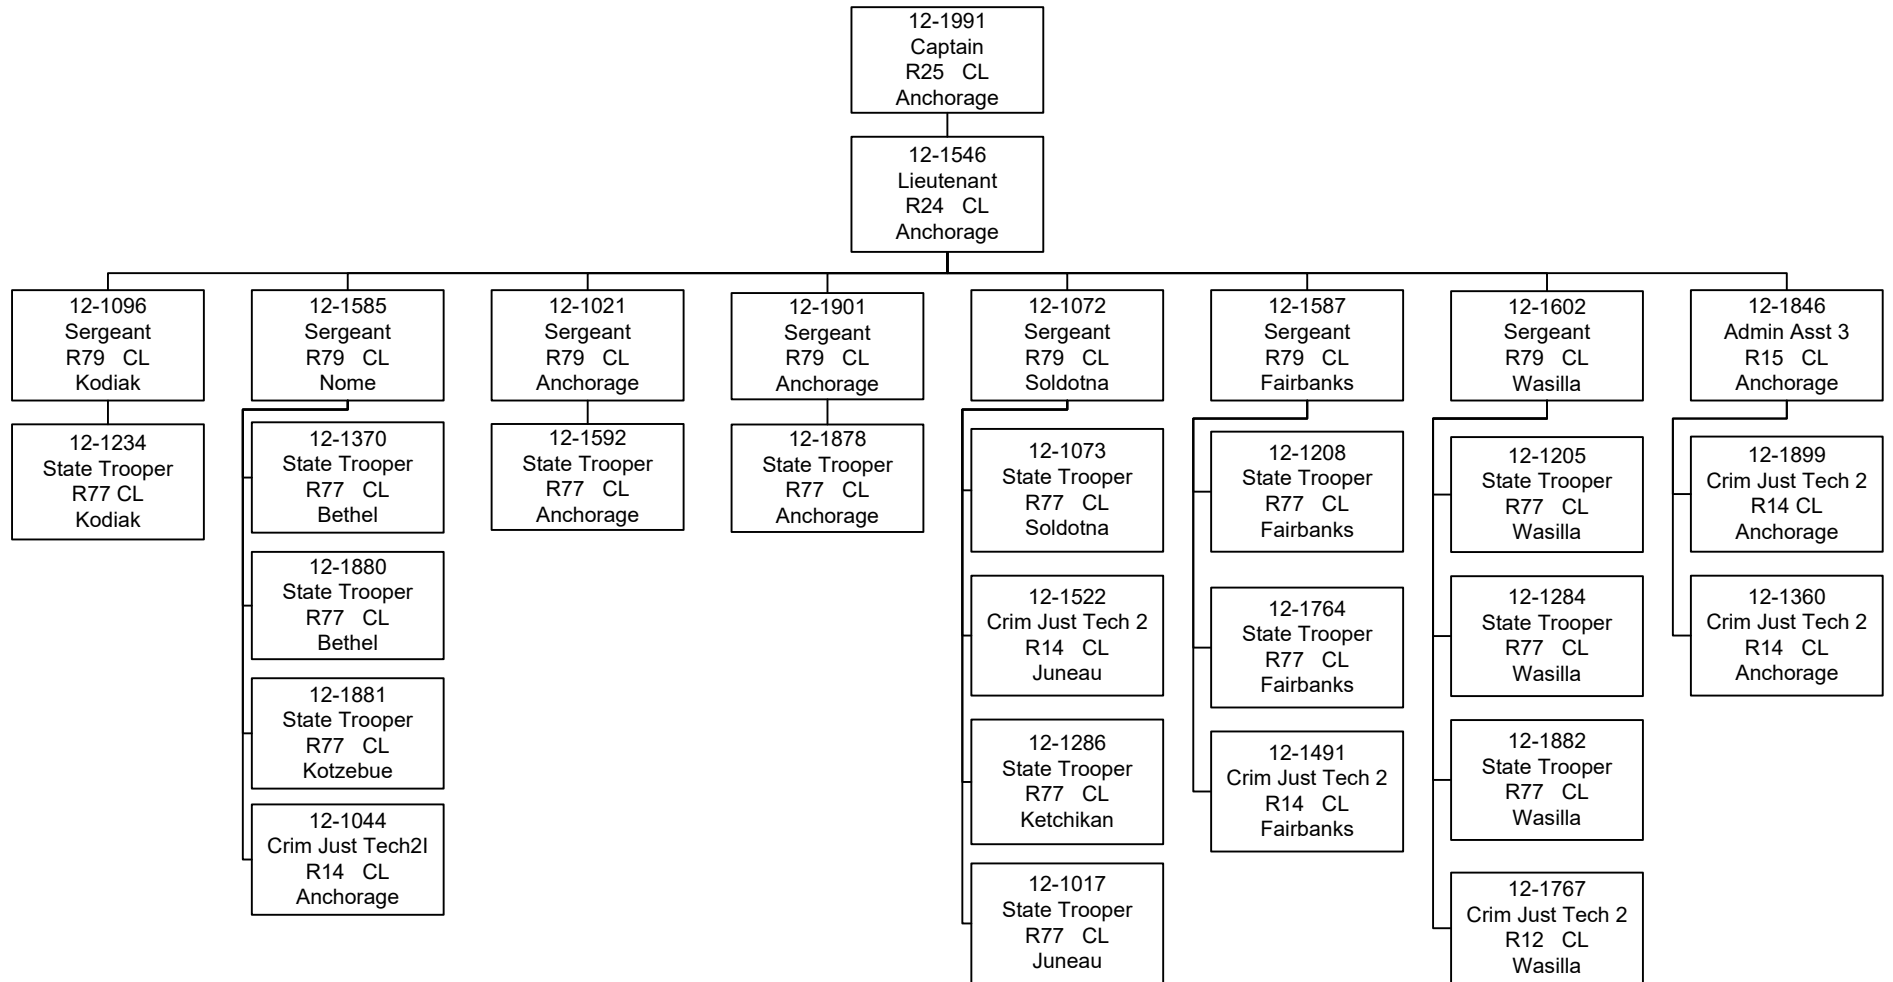 12-1991
Captain
R25 CL
Anchorage
12-1546
Lieutenant
R24 CL
Anchorage
12-1096
Sergeant
R79 CL
Kodiak
12-1234
State Trooper
R77 CL
Kodiak
12-1585
Sergeant
R79 CL
Nome
12-1370
State Trooper
R77 CL
Bethel
12-1880
State Trooper
R77 CL
Bethel
12-1881
State Trooper
R77 CL
Kotzebue
12-1044
Crim Just Tech2I
R14 CL
Anchorage
12-1021
Sergeant
R79 CL
Anchorage
12-1592
State Trooper
R77 CL
Anchorage
12-1901
Sergeant
R79 CL
Anchorage
12-1878
State Trooper
R77 CL
Anchorage
12-1072
Sergeant
R79 CL
Soldotna
12-1073
State Trooper
R77 CL
Soldotna
12-1522
Crim Just Tech 2
R14 CL
Juneau
12-1286
State Trooper
R77 CL
Ketchikan
12-1017
State Trooper
R77 CL
Juneau
12-1587
Sergeant
R79 CL
Fairbanks
12-1208
State Trooper
R77 CL
Fairbanks
12-1764
State Trooper
R77 CL
Fairbanks
12-1491
Crim Just Tech 2
R14 CL
Fairbanks
12-1602
Sergeant
R79 CL
Wasilla
12-1205
State Trooper
R77 CL
Wasilla
12-1284
State Trooper
R77 CL
Wasilla
12-1882
State Trooper
R77 CL
Wasilla
12-1767
Crim Just Tech 2
R12 CL
Wasilla
12-1846
Admin Asst 3
R15 CL
Anchorage
12-1899
Crim Just Tech 2
R14 CL
Anchorage
12-1360
Crim Just Tech 2
R14 CL
Anchorage